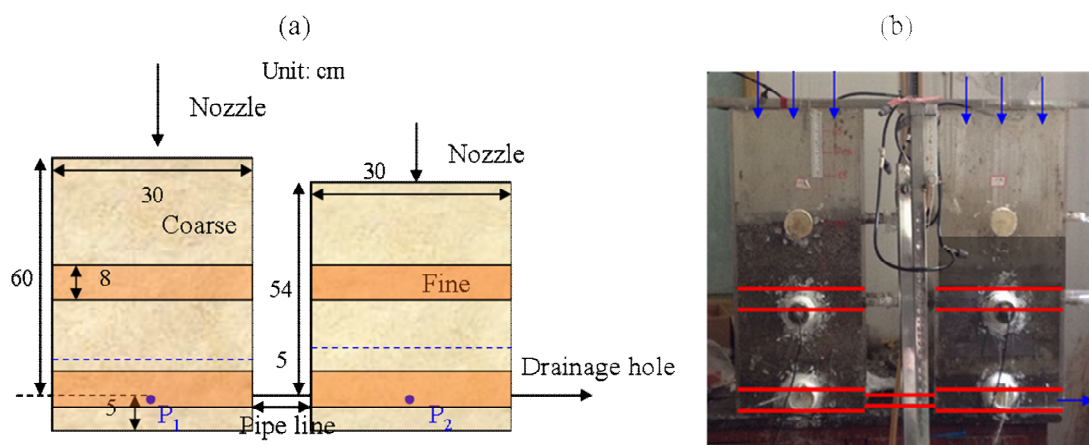 (a)
(b)
Unit: cm
Nozzle
Nozzle
30
30
Coarse
60
8
54
Fine
5
Drainage hole
5
P1
P2
Pipe line